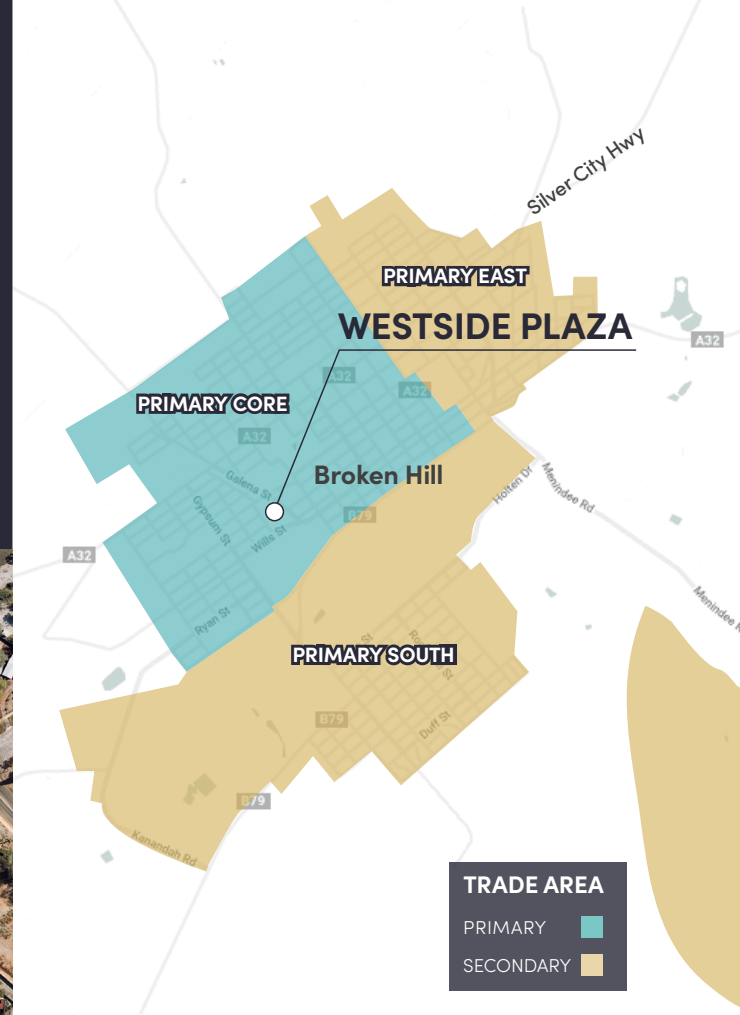 Silver City Hwy
PRIMARY EAST
WESTSIDE PLAZA
A32
A32
A32
PRIMARY CORE
A32
Broken Hill
Galena St
Gypsum St
Wills St
B79
Holten Dr
Menindee Rd
A32
Menindee R
Ryan St
PRIMARY SOUTH
St
St
B79
Duff St
B79
Kanandah Rd
TRADE AREA
PRIMARY
SECONDARY